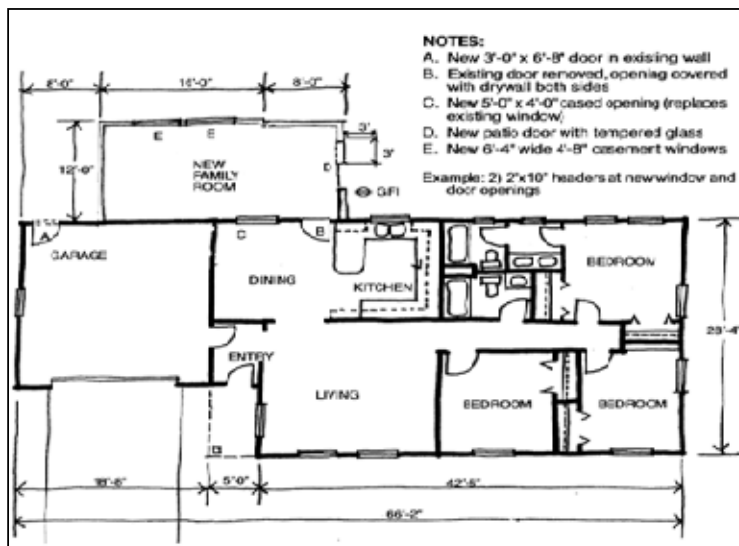 NOTES:
A. New 3'-0" x 6'-8" door in existing wall
B. Existing door removed, opening covered
with drywall both sides
C. New 5'-0" x 4'-0" cased opening (replaces
existing window)
D. New patio door with tempered glass
E. New 6'-4" wide 4'-8" casement windows
Example: 2) 2"x10" headers at new window and
door openings
8'-0"
16'-0"
8'-0"
12'-0"
E
E
3'
3'
D
NEW
FAMILY
ROOM
GFI
A
GARAGE
C
B
DINING
KITCHEN
BEDROOM
28'-4"
ENTRY
LIVING
BEDROOM
BEDROOM
5'-0"
66'-2"